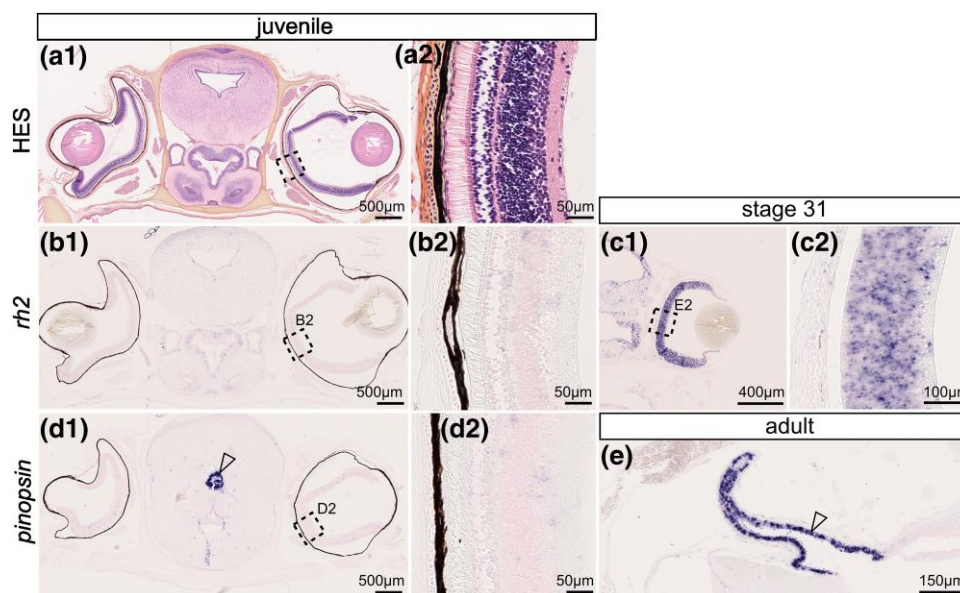 juvenile
HES
(a1)
500µm
(a2)
50µm
stage 31
rh2
(b1)
B2
500µm
(b2)
50µm
(c1)
E2
400µm
(c2)
100µm
adult
pinopsin
(d1)
D2
500µm
(d2)
50µm
(e)
150µm